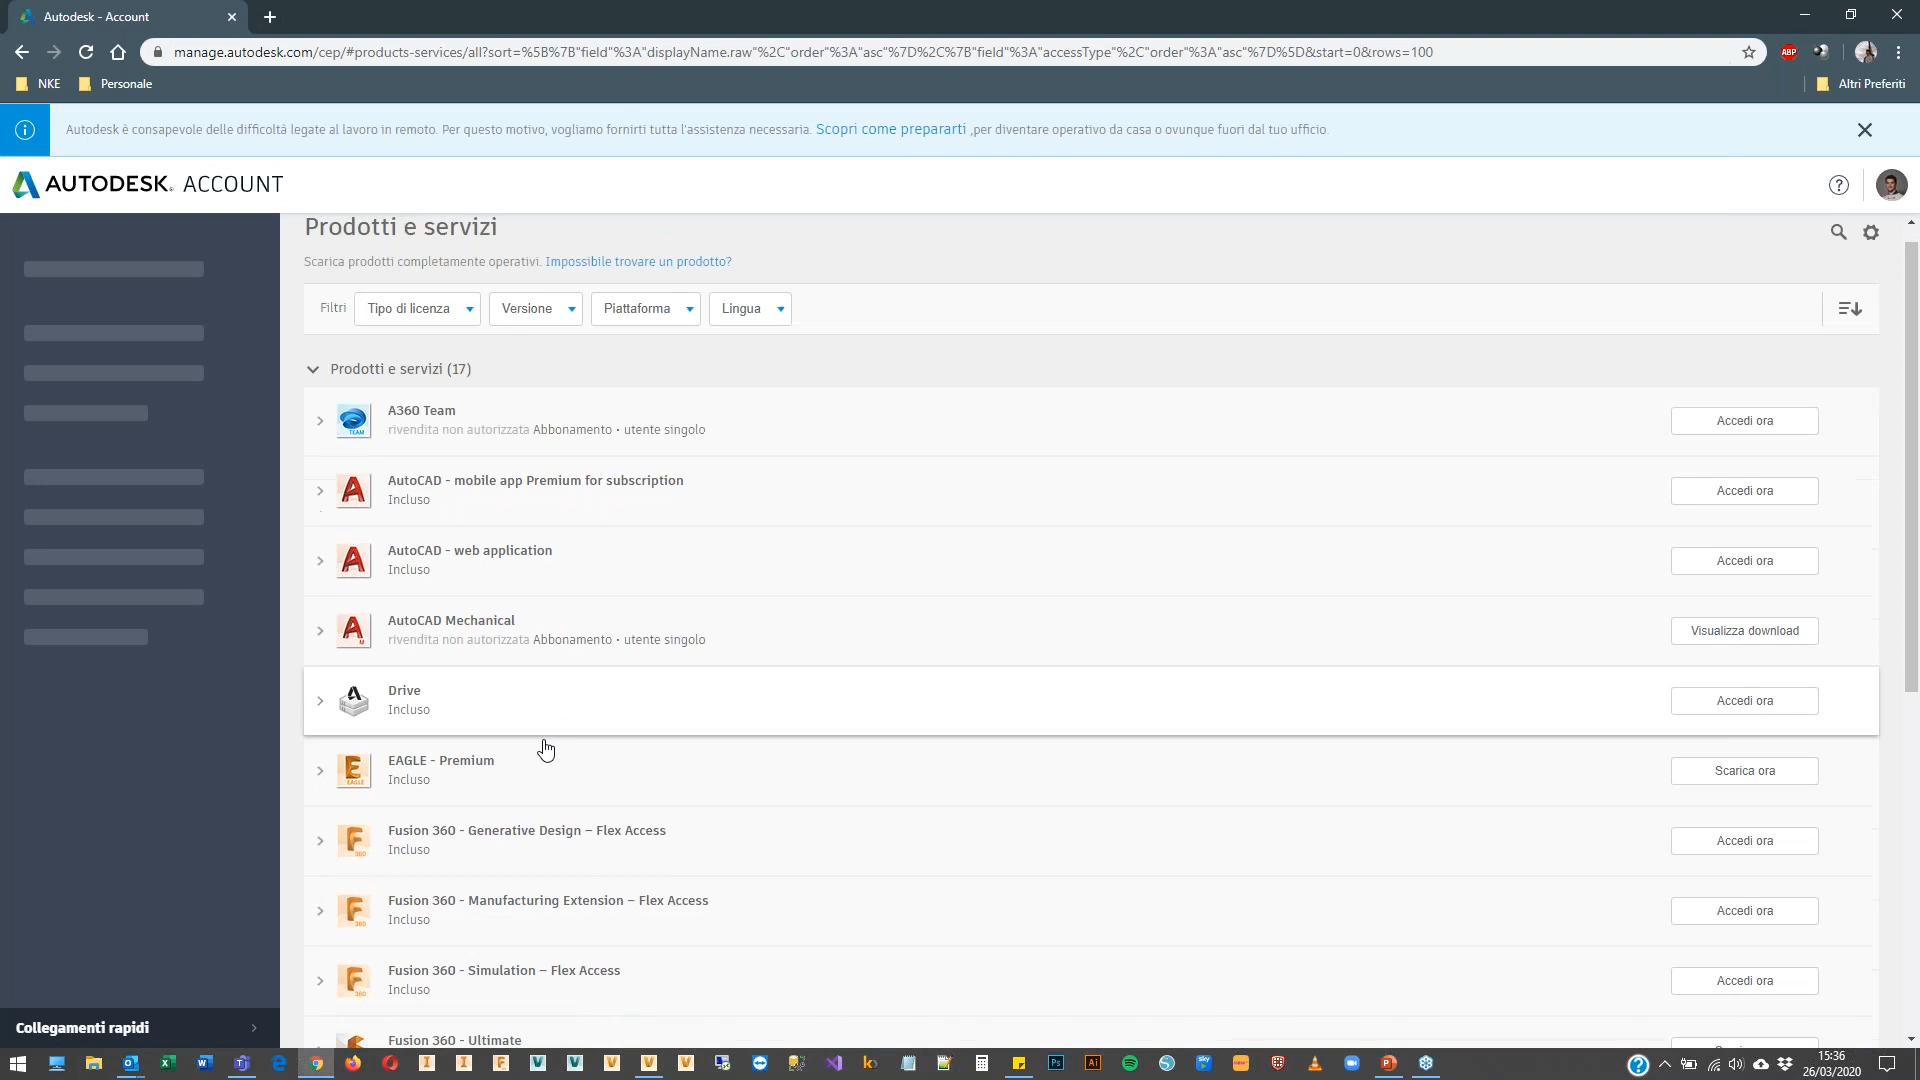 Autodesk - Account
manage.autodesk.com/cep/#products-services/all?sort=%5B%7B"field"%3A"displayName.raw"%2C"order"%3A"asc"%7D%2C%7B"field"%3A"accessType"%2C"order"%3A"asc"%7D%5D&start=0&rows=100
ABP
NKE
Personale
Altri Preferiti
Autodesk è consapevole delle difficoltà legate al lavoro in remoto. Per questo motivo, vogliamo fornirti tutta l'assistenza necessaria. Scopri come prepararti ,per diventare operativo da casa o ovunque fuori dal tuo ufficio.
AUTODESK ACCOUNT
Prodotti e servizi
Scarica prodotti completamente operativi. Impossibile trovare un prodotto?
Filtri
Tipo di licenza
Versione
Piattaforma
Lingua
Prodotti e servizi (17)
A360 Team
rivendita non autorizzata Abbonamento • utente singolo
Accedi ora
AutoCAD - mobile app Premium for subscription
Incluso
Accedi ora
AutoCAD - web application
Incluso
Accedi ora
AutoCAD Mechanical
rivendita non autorizzata Abbonamento • utente singolo
Visualizza download
Drive
Incluso
Accedi ora
EAGLE - Premium
Incluso
Scarica ora
Fusion 360 - Generative Design – Flex Access
Incluso
Accedi ora
Fusion 360 - Manufacturing Extension – Flex Access
Incluso
Accedi ora
Fusion 360 - Simulation – Flex Access
Incluso
Accedi ora
Fusion 360 - Ultimate
Collegamenti rapidi
15:36
26/03/2020